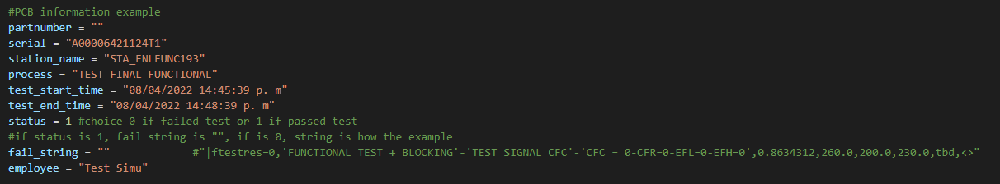 #PCB information example
partnumber = ""
serial = "A00006421124T1"
station_name = "STA_FNLFUNC193"
process = "TEST FINAL FUNCTIONAL"
test_start_time = "08/04/2022 14:45:39 p. m"
test_end_time = "08/04/2022 14:48:39 p. m"
status = 1 #choice 0 if failed test or 1 if passed test
#if status is 1, fail string is "", if is 0, string is how the example
fail_string = "" #"|ftestres=0,'FUNCTIONAL TEST + BLOCKING'-'TEST SIGNAL CFC'-'CFC = 0-CFR=0-EFL=0-EFH=0',0.8634312,260.0,200.0,230.0,tbd,<>"
employee = "Test Simu"